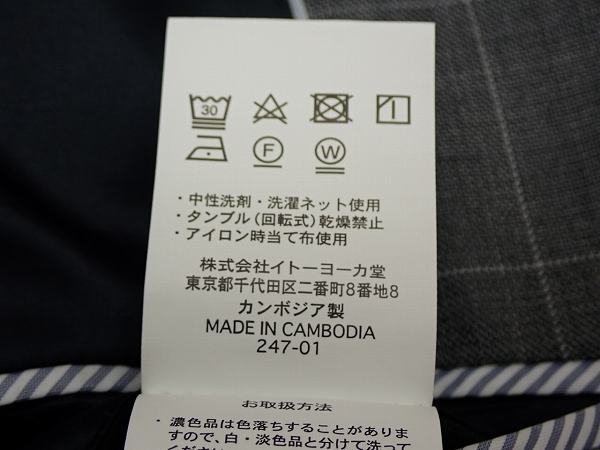 30
F W
・中性洗剤・洗濯ネット使用
・タンブル（回転式）乾燥禁止
・アイロン時当て布使用
株式会社イトーヨーカ堂
東京都千代田区二番町8番地8
カンボジア製
MADE IN CAMBODIA
247-01
お取扱方法
・濃色品は色落ちすることがありま
すので、白・淡色品と分けて洗って
ください。